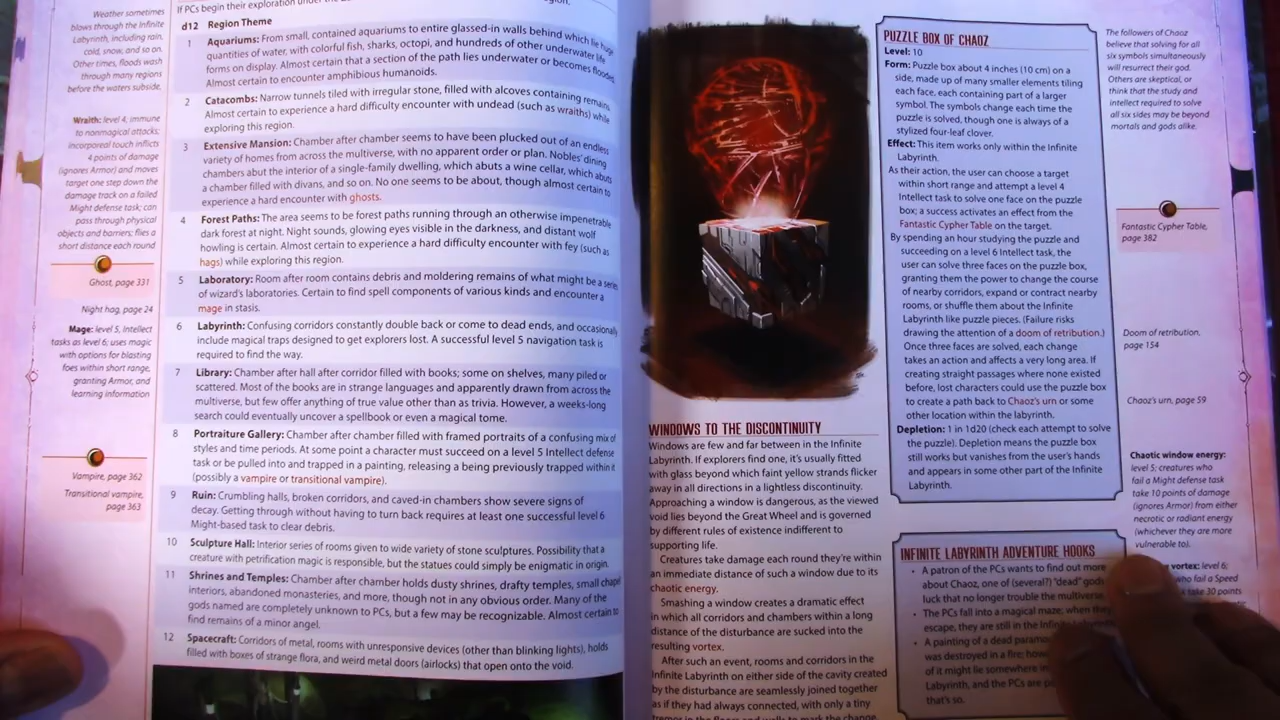 Weather sometimes
blows through the Infinite
Labyrinth, including rain,
cold, snow, and so on.
Other times, floods wash
through many regions
before the waters subside.
Wraith: level 4; immune
to nonmagical attacks;
incorporeal touch inflicts
4 points of damage
(ignores Armor) and moves
target one step down the
damage track on a failed
Might defense task; can
pass through physical
objects and barriers; flies a
short distance each round
Ghost, page 331
Night hag, page 24
Mage: level 5, Intellect
tasks as level 6; uses magic
with options for blasting
foes within short range,
granting Armor, and
learning information
Vampire, page 362
Transitional vampire,
page 363
If PCs begin their exploration
d12 Region Theme
1 Aquariums: From small, contained aquariums to entire glassed-in walls behind which lie huge
quantities of water, with colorful fish, sharks, octopi, and hundreds of other underwater life
forms on display. Almost certain that a section of the path lies underwater or becomes flooded.
Almost certain to encounter amphibious humanoids.
2 Catacombs: Narrow tunnels tiled with irregular stone, filled with alcoves containing remains.
Almost certain to experience a hard difficulty encounter with undead (such as wraiths) while
exploring this region.
3 Extensive Mansion: Chamber after chamber seems to have been plucked out of an endless
variety of homes from across the multiverse, with no apparent order or plan. Nobles' dining
chambers abut the interior of a single-family dwelling, which abuts a wine cellar, which abuts
a chamber filled with divans, and so on. No one seems to be about, though almost certain to
experience a hard difficulty encounter with ghosts.
4 Forest Paths: The area seems to be forest paths running through an otherwise impenetrable
dark forest at night. Night sounds, glowing eyes visible in the darkness, and distant wolf
howling is certain. Almost certain to experience a hard difficulty encounter with fey (such as
hags) while exploring this region.
5 Laboratory: Room after room contains debris and moldering remains of what might be a series
of wizard's laboratories. Certain to find spell components of various kinds and encounter a
mage in stasis.
6 Labyrinth: Confusing corridors constantly double back or come to dead ends, and occasionally
include magical traps designed to get explorers lost. A successful level 5 navigation task is
required to find the way.
7 Library: Chamber after hall after corridor filled with books; some on shelves, many piled or
scattered. Most of the books are in strange languages and apparently drawn from across the
multiverse, but few offer anything of true value other than as trivia. However, a weeks-long
search could eventually uncover a spellbook or even a magical tome.
8 Portraiture Gallery: Chamber after chamber filled with framed portraits of a confusing mix of
styles and time periods. At some point a character must succeed on a level 5 Intellect defense
task or be pulled into and trapped in a painting, releasing a being previously trapped within it
(possibly a vampire or transitional vampire).
9 Ruin: Crumbling halls, broken corridors, and caved-in chambers show severe signs of
decay. Getting through without having to turn back requires at least one successful level 6
Might-based task to clear debris.
10 Sculpture Hall: Interior series of rooms given to wide variety of stone sculptures. Possibility that a
creature with petrification magic is responsible, but the statues could simply be enigmatic in origin.
11 Shrines and Temples: Chamber after chamber holds dusty shrines, drafty temples, small chapel
interiors, abandoned monasteries, and more, though not in any obvious order. Many of the
gods named are completely unknown to PCs, but a few may be recognizable. Almost certain to
find remains of a minor angel.
12 Spacecraft: Corridors of metal, rooms with unresponsive devices (other than blinking lights), holds
filled with boxes of strange flora, and weird metal doors (airlocks) that open onto the void.
WINDOWS TO THE DISCONTINUITY
Windows are few and far between in the Infinite
Labyrinth. If explorers find one, it's usually fitted
with glass beyond which faint yellow strands flicker
away in all directions in a lightless discontinuity.
Approaching a window is dangerous, as the viewed
void lies beyond the Great Wheel and is governed
by different rules of existence indifferent to
supporting life.
Creatures take damage each round they're within
an immediate distance of such a window due to its
chaotic energy.
Smashing a window creates a dramatic effect
in which all corridors and chambers within a long
distance of the disturbance are sucked into the
resulting vortex.
After such an event, rooms and corridors in the
Infinite Labyrinth on either side of the cavity created
by the disturbance are seamlessly joined together
as if they had always connected, with only a tiny
tremor in the floors and walls to mark the change.
PUZZLE BOX OF CHAOZ
Level: 10
Form: Puzzle box about 4 inches (10 cm) on a
side, made up of many smaller elements tiling
each face, each containing part of a larger
symbol. The symbols change each time the
puzzle is solved, though one is always of a
stylized four-leaf clover.
Effect: This item works only within the Infinite
Labyrinth.
As their action, the user can choose a target
within short range and attempt a level 4
Intellect task to solve one face on the puzzle
box; a success activates an effect from the
Fantastic Cypher Table on the target.
By spending an hour studying the puzzle and
succeeding on a level 6 Intellect task, the
user can solve three faces on the puzzle box,
granting them the power to change the course
of nearby corridors, expand or contract nearby
rooms, or shuffle them about the Infinite
Labyrinth like puzzle pieces. (Failure risks
drawing the attention of a doom of retribution.)
Once three faces are solved, each change
takes an action and affects a very long area. If
creating straight passages where none existed
before, lost characters could use the puzzle box
to create a path back to Chaoz's urn or some
other location within the labyrinth.
Depletion: 1 in 1d20 (check each attempt to solve
the puzzle). Depletion means the puzzle box
still works but vanishes from the user's hands
and appears in some other part of the Infinite
Labyrinth.
INFINITE LABYRINTH ADVENTURE HOOKS
• A patron of the PCs wants to find out more
about Chaoz, one of (several?) "dead" gods
luck that no longer trouble the multiverse.
• The PCs fall into a magical maze; when they
escape, they are still in the Infinite Labyrinth
• A painting of a dead
was destroyed in a fire;
of it might lie somewhere in
Labyrinth, and the PCs are
that's so.
The followers of Chaoz
believe that solving for all
six symbols simultaneously
will resurrect their god.
Others are skeptical, or
think that the study and
intellect required to solve
all six sides may be beyond
mortals and gods alike.
Fantastic Cypher Table,
page 382
Doom of retribution,
page 154
Chaoz's urn, page 59
Chaotic window energy:
level 5; creatures who
fail a Might defense task
take 10 points of damage
(ignores Armor) from either
necrotic or radiant energy
(whichever they are more
vulnerable to).
vortex: level 6;
who fail a Speed
take 30 points